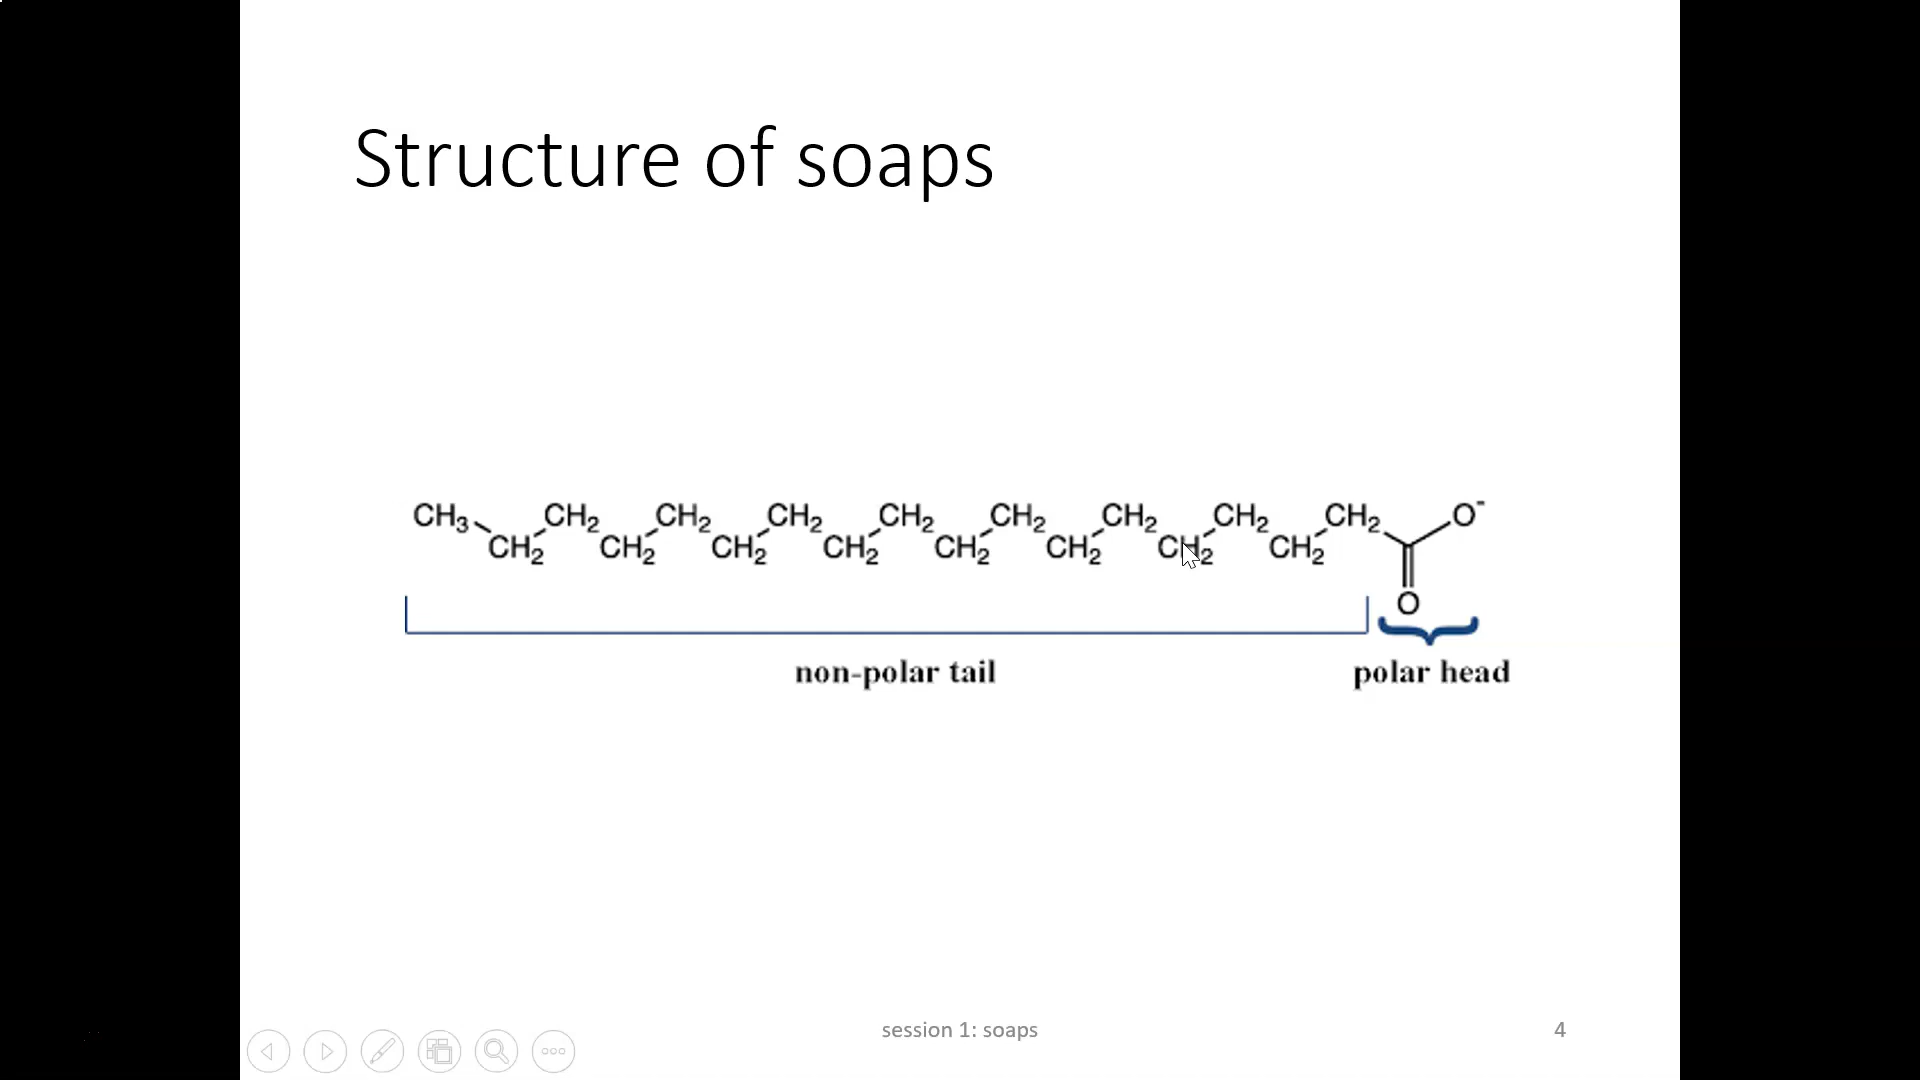 Structure of soaps
CH3 CH2 CH2 CH2 CH2 CH2 CH2 CH2 CH2 O-
CH2 CH2 CH2 CH2 CH2 CH2 CH2 CH2
O
non-polar tail polar head
session 1: soaps 4